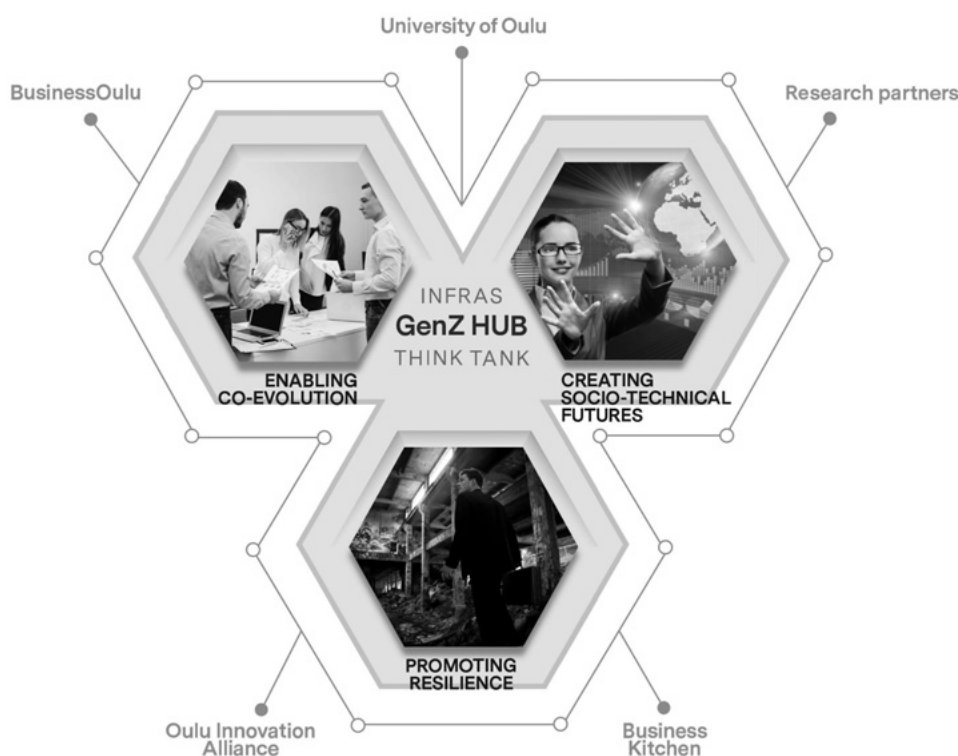 University of Oulu
BusinessOulu
Research partners
INFRAS
GenZ HUB
THINK TANK
ENABLING
CO-EVOLUTION
CREATING
SOCIO-TECHNICAL
FUTURES
PROMOTING
RESILIENCE
Oulu Innovation
Alliance
Business
Kitchen